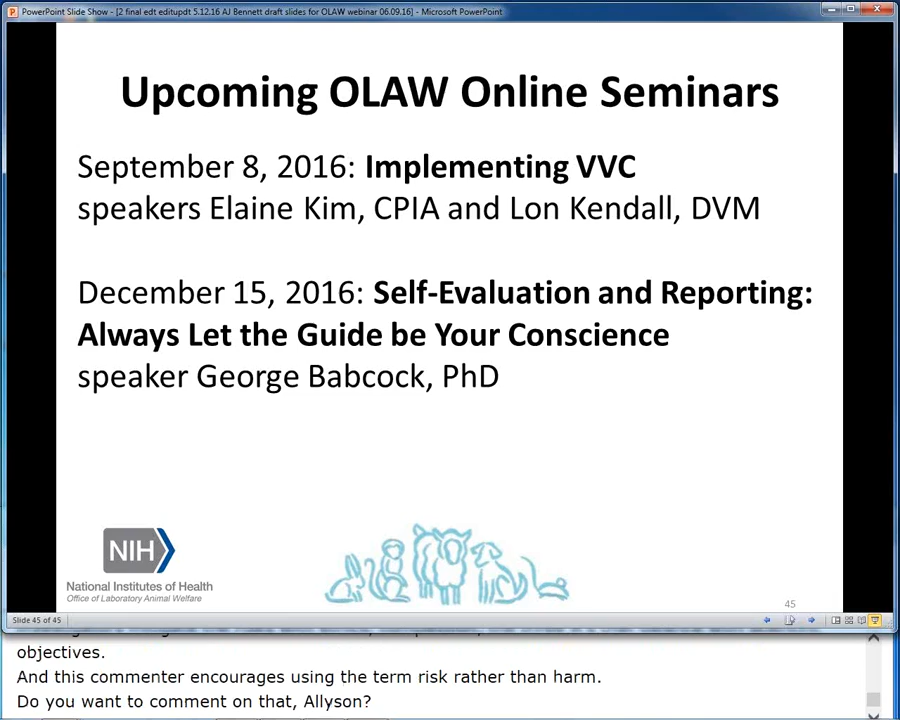 PowerPoint Slide Show - [2 final edt editupdt 5.12.16 AJ Bennett draft slides for OLAW webinar 06.09.16] - Microsoft PowerPoint
Upcoming OLAW Online Seminars
September 8, 2016: Implementing VVC
speakers Elaine Kim, CPIA and Lon Kendall, DVM
December 15, 2016: Self-Evaluation and Reporting:
Always Let the Guide be Your Conscience
speaker George Babcock, PhD
NIH
National Institutes of Health
Office of Laboratory Animal Welfare
45
Slide 45 of 45
objectives.
And this commenter encourages using the term risk rather than harm.
Do you want to comment on that, Allyson?